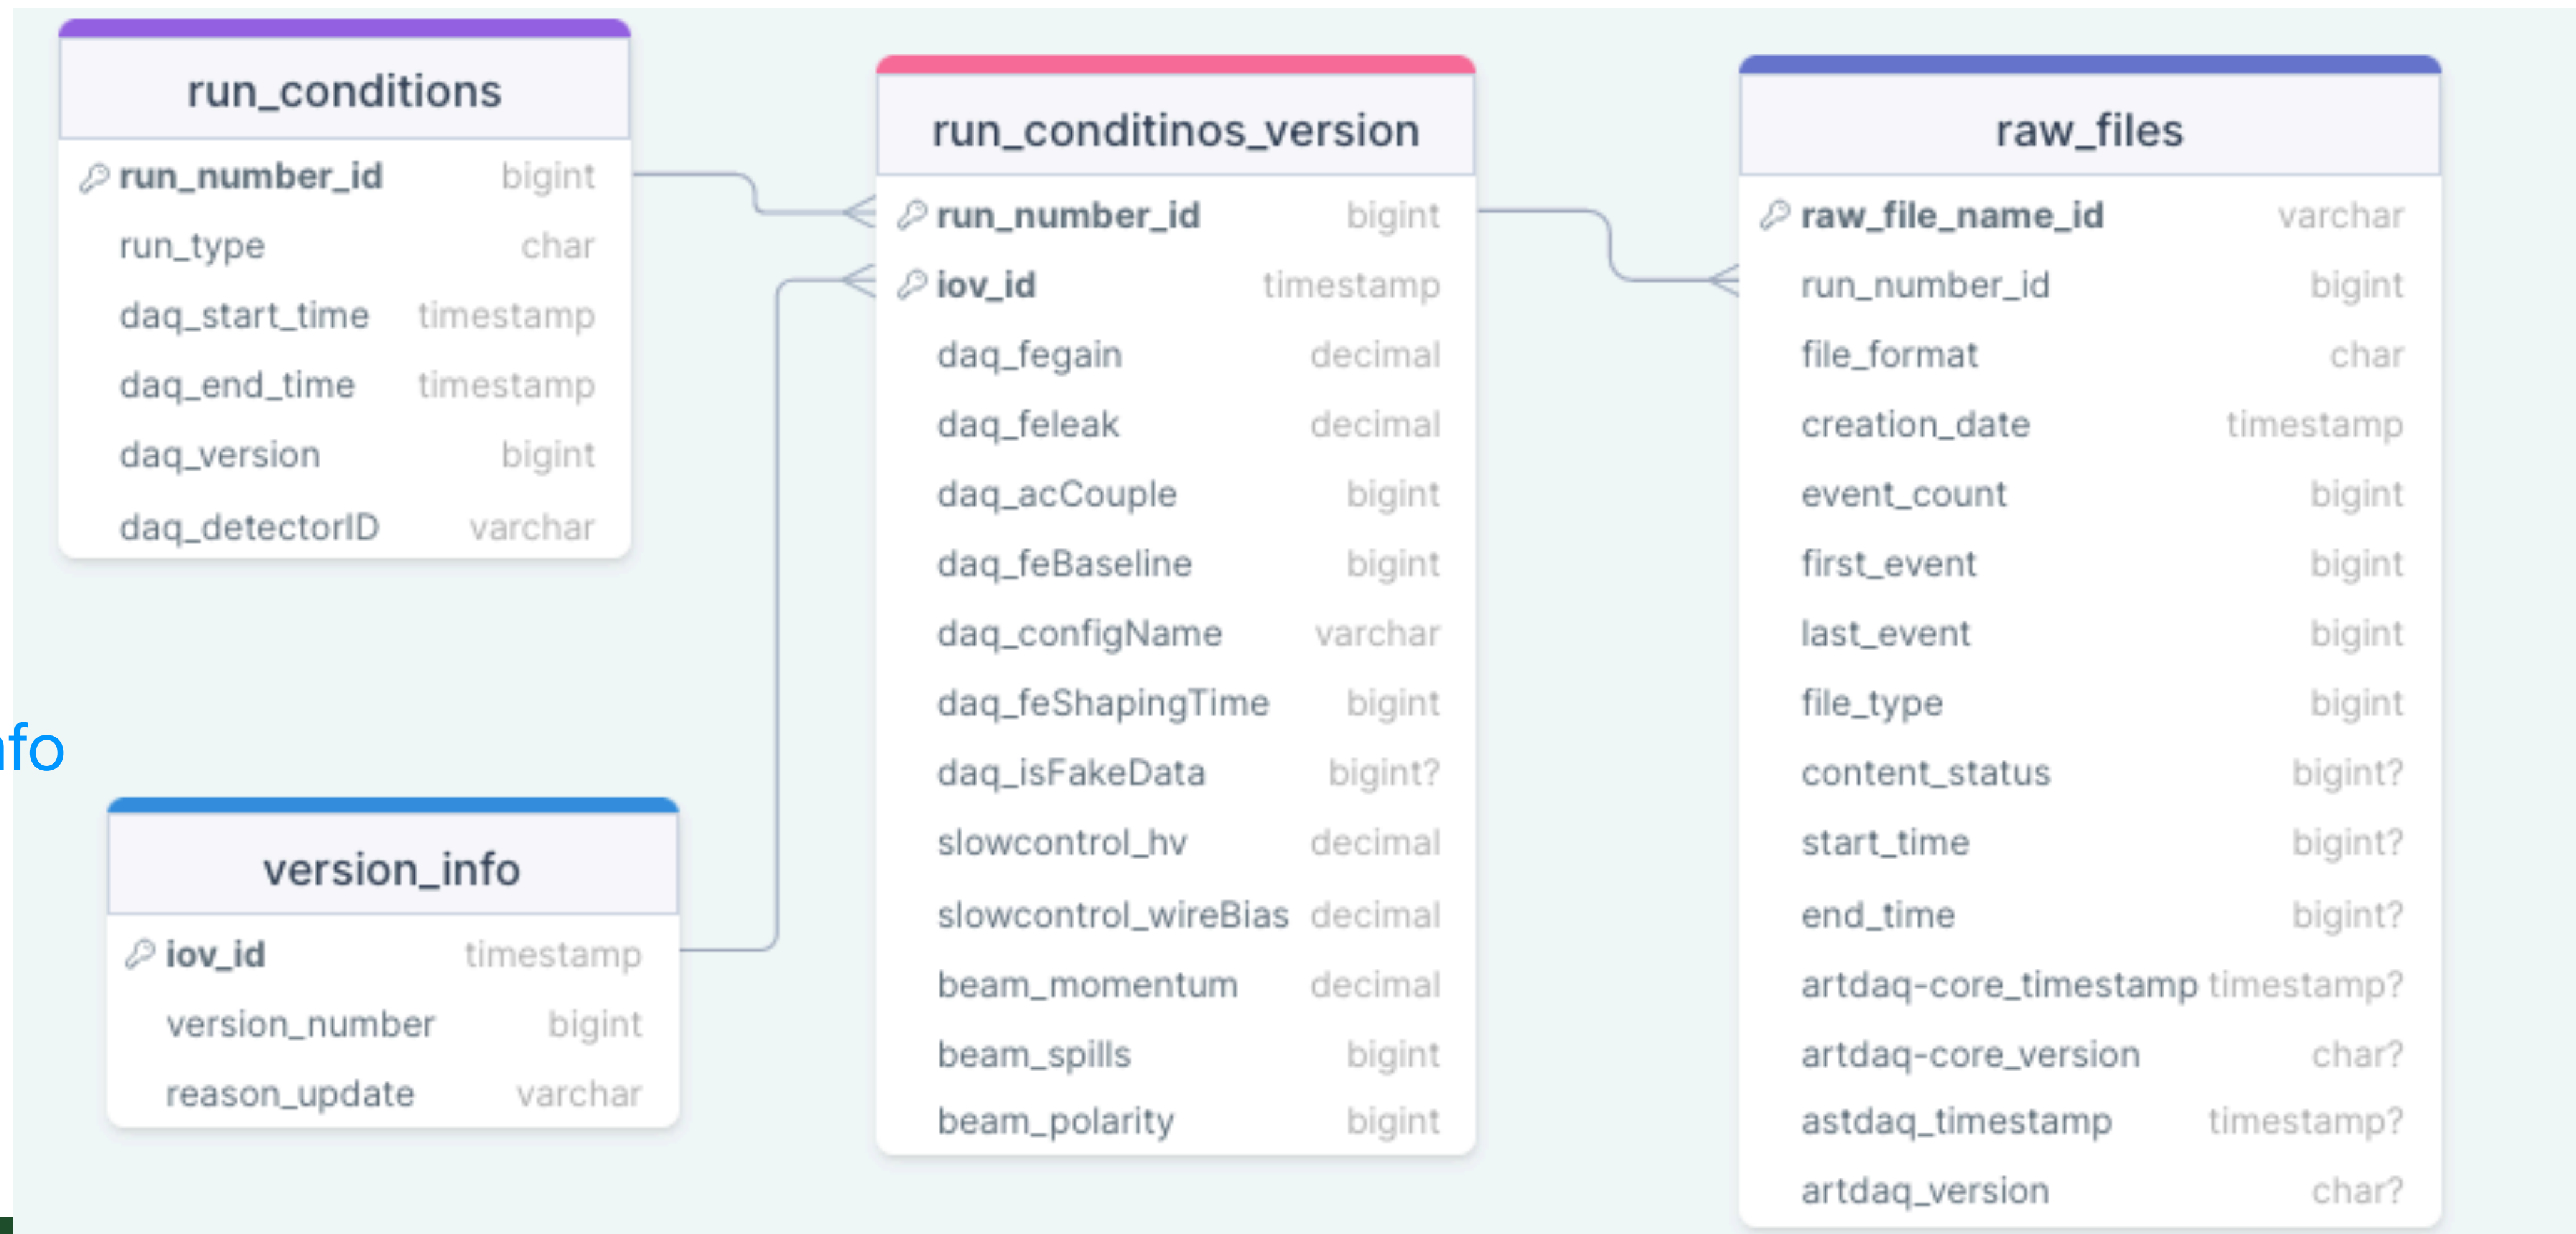 run_conditions
run_number_id bigint
run_type char
daq_start_time timestamp
daq_end_time timestamp
daq_version bigint
daq_detectorID varchar
nfo
version_info
iov_id timestamp
version_number bigint
reason_update varchar
run_conditinos_version
run_number_id bigint
iov_id timestamp
daq_fegain decimal
daq_feleak decimal
daq_acCouple bigint
daq_feBaseline bigint
daq_configName varchar
daq_feShapingTime bigint
daq_isFakeData bigint?
slowcontrol_hv decimal
slowcontrol_wireBias decimal
beam_momentum decimal
beam_spills bigint
beam_polarity bigint
raw_files
raw_file_name_id varchar
run_number_id bigint
file_format char
creation_date timestamp
event_count bigint
first_event bigint
last_event bigint
file_type bigint
content_status bigint?
start_time bigint?
end_time bigint?
artdaq-core_timestamp timestamp?
artdaq-core_version char?
astdaq_timestamp timestamp?
artdaq_version char?